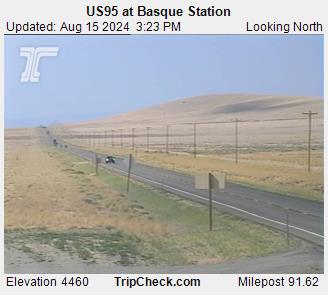 US95 at Basque Station
Updated: Aug 15 2024 3:23 PM Looking North
Elevation 4460 TripCheck.com Milepost 91.62